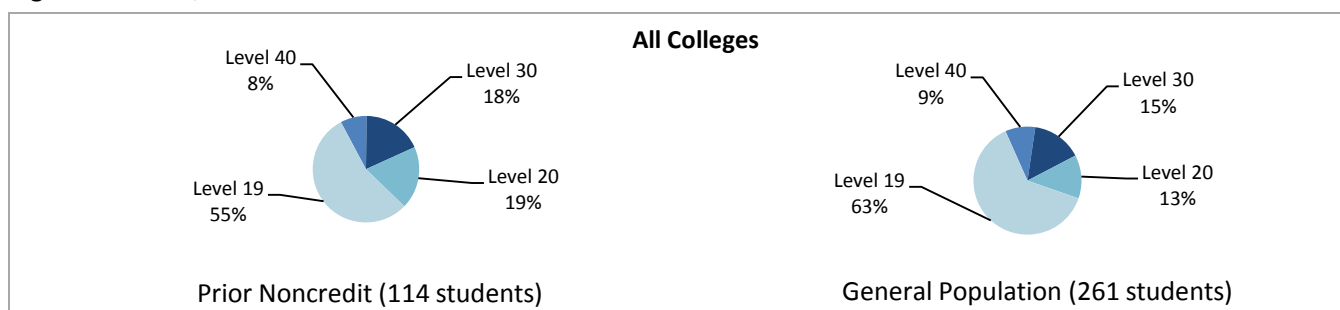 All Colleges
Level 40
8%
Level 30
18%
Level 19
55%
Level 20
19%
Prior Noncredit (114 students)
Level 40
9%
Level 30
15%
Level 19
63%
Level 20
13%
General Population (261 students)